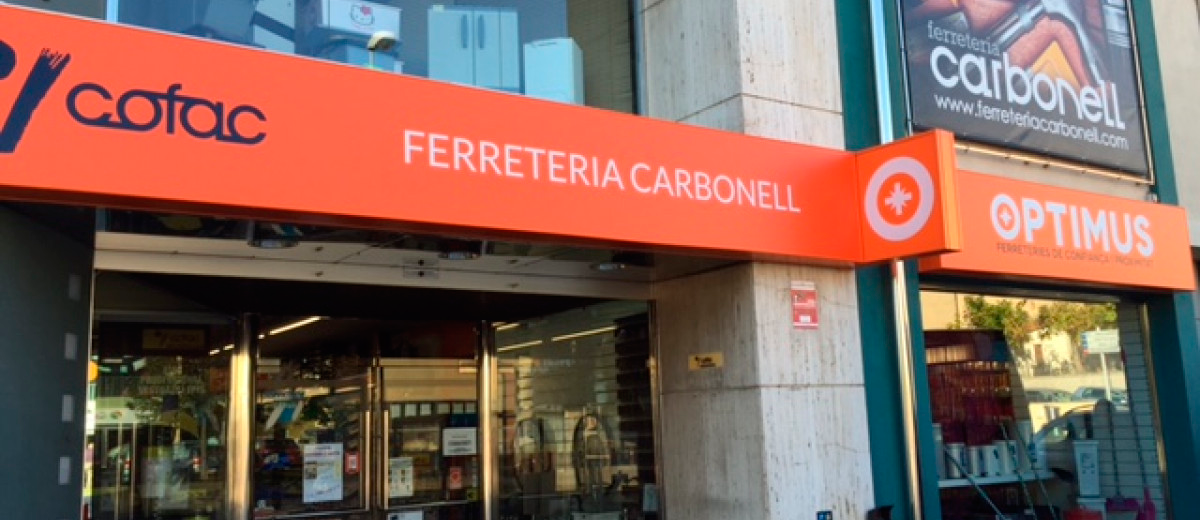 cofac
FERRETERIA CARBONELL
ferreteria
carbonell
www.ferreteriacarbonell.com
OPTIMUS
FERRETERIES DE CONFIANÇA I PROXIMITAT